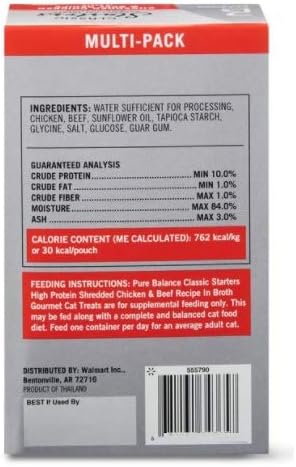 MULTI-PACK
INGREDIENTS: WATER SUFFICIENT FOR PROCESSING,
CHICKEN, BEEF, SUNFLOWER OIL, TAPIOCA STARCH,
GLYCINE, SALT, GLUCOSE, GUAR GUM.
GUARANTEED ANALYSIS
CRUDE PROTEIN MIN 10.0%
CRUDE FAT MIN 1.0%
CRUDE FIBER MAX 1.0%
MOISTURE MAX 84.0%
ASH MAX 3.0%
CALORIE CONTENT (ME CALCULATED): 762 kcal/kg
or 30 kcal/pouch
FEEDING INSTRUCTIONS: Pure Balance Classic Starters
High Protein Shredded Chicken & Beef Recipe In Broth
Gourmet Cat Treats are for supplemental feeding only. This
may be fed along with a complete and balanced cat food
diet. Feed one container per day for an average adult cat.
DISTRIBUTED BY: Walmart Inc.,
Bentonville, AR 72716
PRODUCT OF THAILAND
BEST If Used By
555790